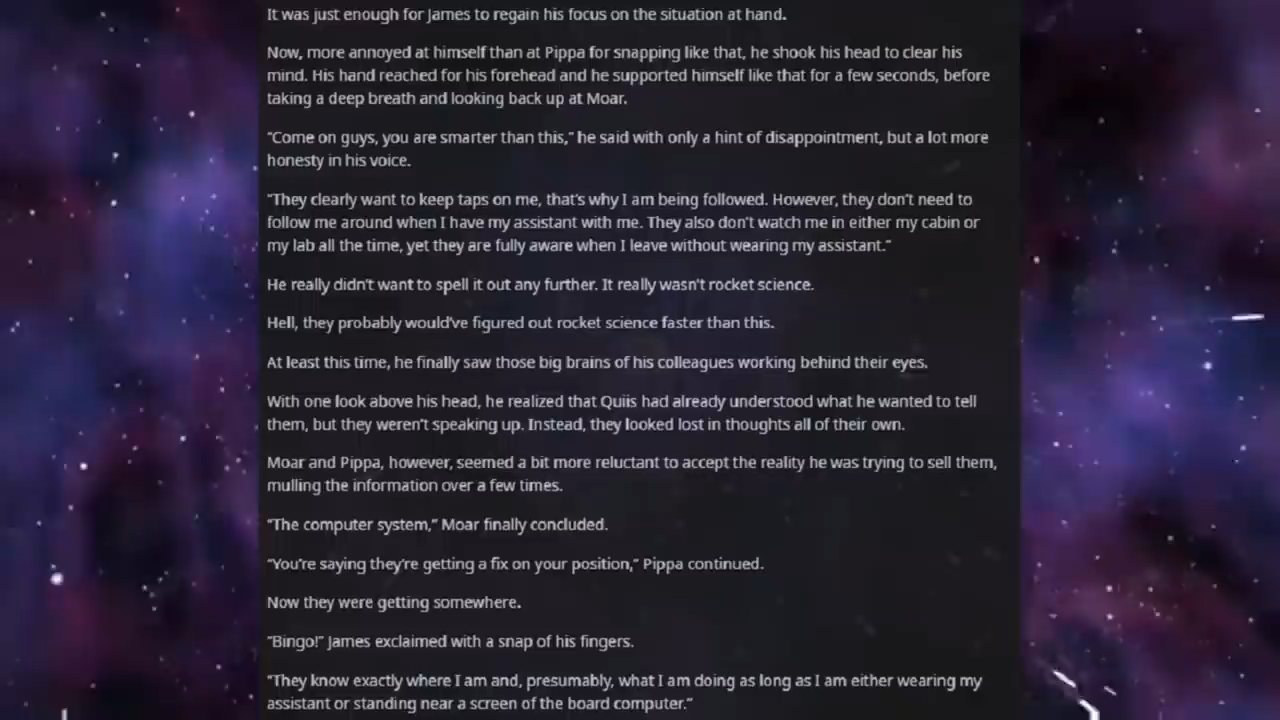 It was just enough for James to regain his focus on the situation at hand.
Now, more annoyed at himself than at Pippa for snapping like that, he shook his head to clear his
mind. His hand reached for his forehead and he supported himself like that for a few seconds, before
taking a deep breath and looking back up at Moar.
“Come on guys, you are smarter than this,” he said with only a hint of disappointment, but a lot more
honesty in his voice.
“They clearly want to keep taps on me, that’s why I am being followed. However, they don’t need to
follow me around when I have my assistant with me. They also don’t watch me in either my cabin or
my lab all the time, yet they are fully aware when I leave without wearing my assistant.”
He really didn’t want to spell it out any further. It really wasn’t rocket science.
Hell, they probably would’ve figured out rocket science faster than this.
At least this time, he finally saw those big brains of his colleagues working behind their eyes.
With one look above his head, he realized that Quiis had already understood what he wanted to tell
them, but they weren’t speaking up. Instead, they looked lost in thoughts all of their own.
Moar and Pippa, however, seemed a bit more reluctant to accept the reality he was trying to sell them,
mulling the information over a few times.
“The computer system,” Moar finally concluded.
“You’re saying they’re getting a fix on your position,” Pippa continued.
Now they were getting somewhere.
“Bingo!” James exclaimed with a snap of his fingers.
“They know exactly where I am and, presumably, what I am doing as long as I am either wearing my
assistant or standing near a screen of the board computer.”